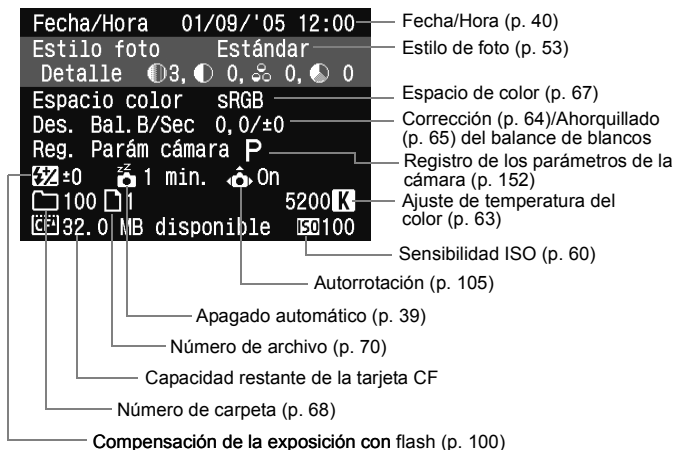 Fecha/Hora 01/09/'05 12:00
Estilo foto Estándar
Detalle 3, 0, 0, 0
Espacio color sRGB
Des. Bal.B/Sec 0,0/±0
Reg. Parám cámara P
±0 zz 1 min. On
100 1 5200 K
CF 32.0 MB disponible ISO 100
Fecha/Hora (p. 40)
Estilo de foto (p. 53)
Espacio de color (p. 67)
Corrección (p. 64)/Ahorquillado
(p. 65) del balance de blancos
Registro de los parámetros de la
cámara (p. 152)
Ajuste de temperatura del
color (p. 63)
Sensibilidad ISO (p. 60)
Autorrotación (p. 105)
Apagado automático (p. 39)
Número de archivo (p. 70)
Capacidad restante de la tarjeta CF
Número de carpeta (p. 68)
Compensación de la exposición con flash (p. 100)